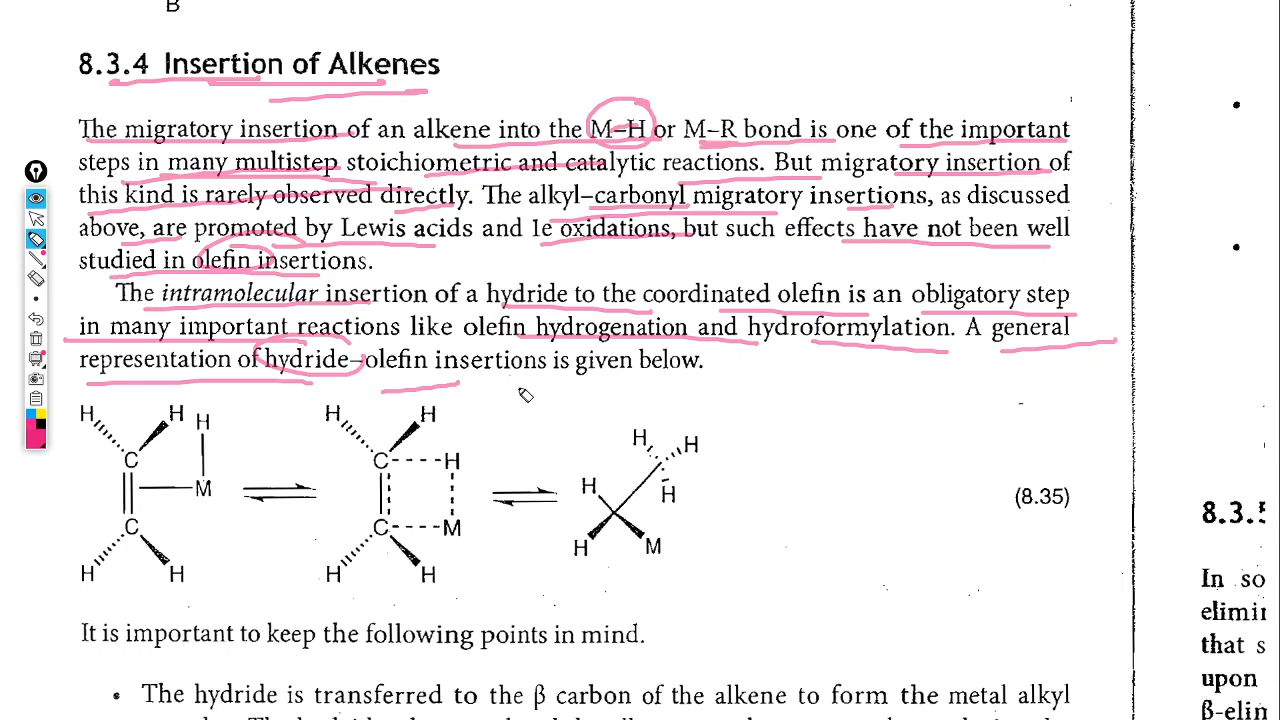 B
8.3.4 Insertion of Alkenes
The migratory insertion of an alkene into the M–H or M–R bond is one of the important
steps in many multistep stoichiometric and catalytic reactions. But migratory insertion of
this kind is rarely observed directly. The alkyl–carbonyl migratory insertions, as discussed
above, are promoted by Lewis acids and 1e oxidations, but such effects have not been well
studied in olefin insertions.
The intramolecular insertion of a hydride to the coordinated olefin is an obligatory step
in many important reactions like olefin hydrogenation and hydroformylation. A general
representation of hydride–olefin insertions is given below.
H H H H H H H
C C H H
M H (8.35)
C C M H M
H H H H
It is important to keep the following points in mind.
• The hydride is transferred to the β carbon of the alkene to form the metal alkyl
8.3.5
In so
elimin
that s
upon
β-elin